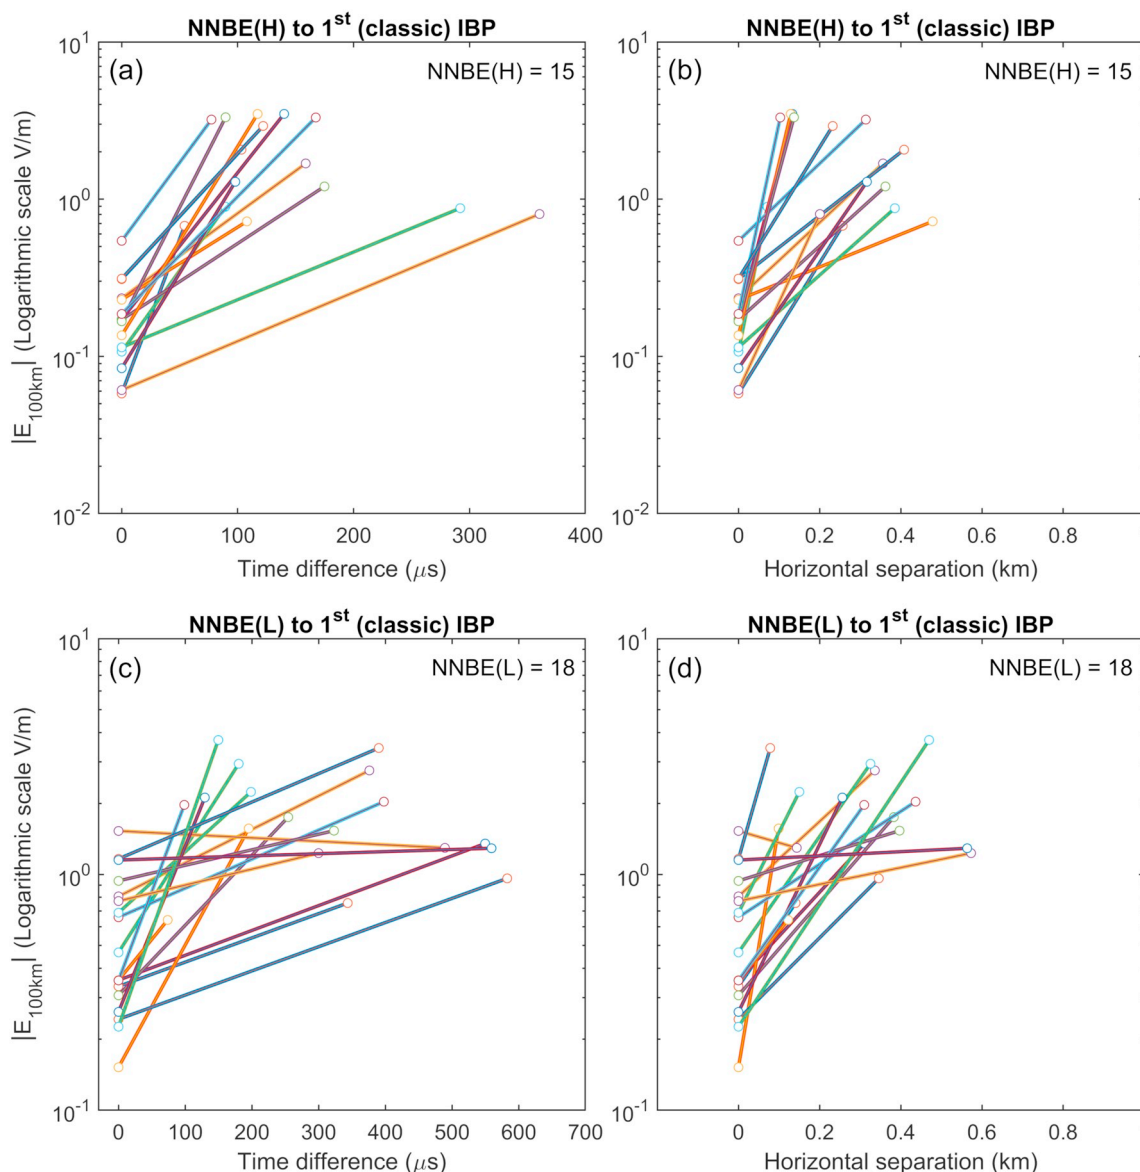 NNBE(H) to 1st (classic) IBP
NNBE(H) to 1st (classic) IBP
(a)
NNBE(H) = 15
(b)
NNBE(H) = 15
|E100km| (Logarithmic scale V/m)
10^1
10^0
10^-1
10^-2
0 100 200 300 400
Time difference (μs)
10^1
10^0
10^-1
10^-2
0 0.2 0.4 0.6 0.8
Horizontal separation (km)
NNBE(L) to 1st (classic) IBP
NNBE(L) to 1st (classic) IBP
(c)
NNBE(L) = 18
(d)
NNBE(L) = 18
|E100km| (Logarithmic scale V/m)
10^1
10^0
10^-1
0 100 200 300 400 500 600 700
Time difference (μs)
10^1
10^0
10^-1
0 0.2 0.4 0.6 0.8
Horizontal separation (km)